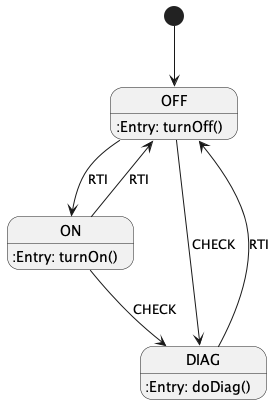 OFF
:Entry: turnOff()
RTI
RTI
ON
:Entry: turnOn()
CHECK
RTI
CHECK
DIAG
:Entry: doDiag()